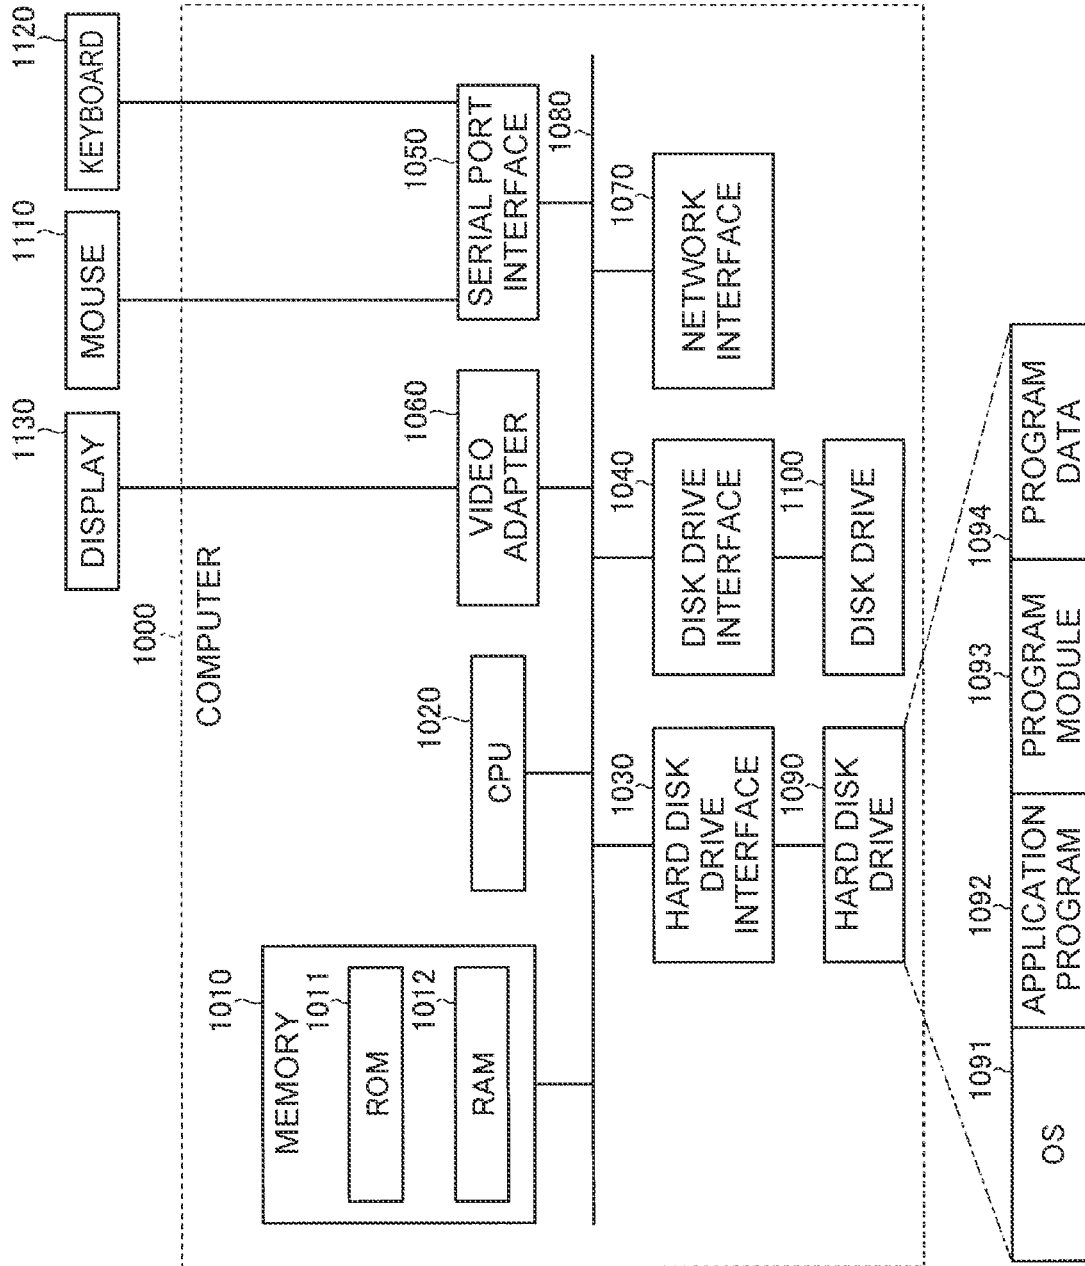 1000
COMPUTER
1010
MEMORY
1011
ROM
1012
RAM
1020
CPU
1130
DISPLAY
1110
MOUSE
1120
KEYBOARD
1060
VIDEO
ADAPTER
1050
SERIAL PORT
INTERFACE
1080
1030
HARD DISK
DRIVE
INTERFACE
1040
DISK DRIVE
INTERFACE
1070
NETWORK
INTERFACE
1090
HARD DISK
DRIVE
1100
DISK DRIVE
1091
OS
1092
APPLICATION
PROGRAM
1093
PROGRAM
MODULE
1094
PROGRAM
DATA